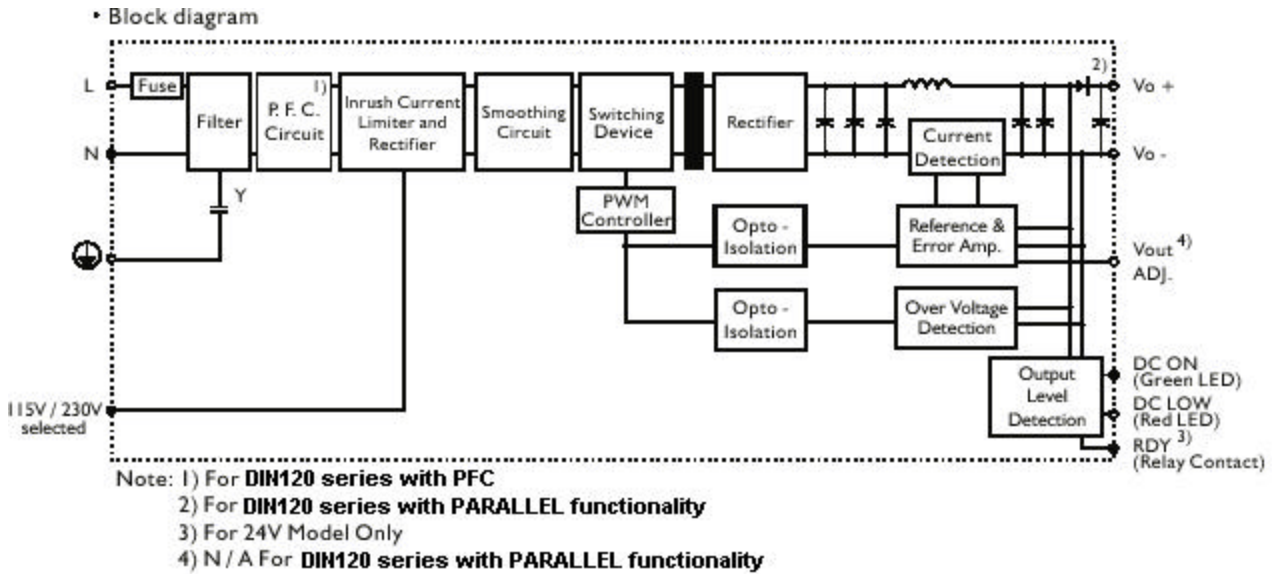 • Block diagram
L
Fuse
Filter
1)
P. F. C.
Circuit
Inrush Current
Limiter and
Rectifier
Smoothing
Circuit
Switching
Device
Rectifier
2)
Vo +
N
Current
Detection
Vo -
Y
PWM
Controller
Opto -
Isolation
Reference &
Error Amp.
Vout 4)
ADJ.
Opto -
Isolation
Over Voltage
Detection
Output
Level
Detection
DC ON
(Green LED)
DC LOW
(Red LED)
RDY 3)
(Relay Contact)
115V / 230V
selected
Note: 1) For DIN120 series with PFC
2) For DIN120 series with PARALLEL functionality
3) For 24V Model Only
4) N / A For DIN120 series with PARALLEL functionality